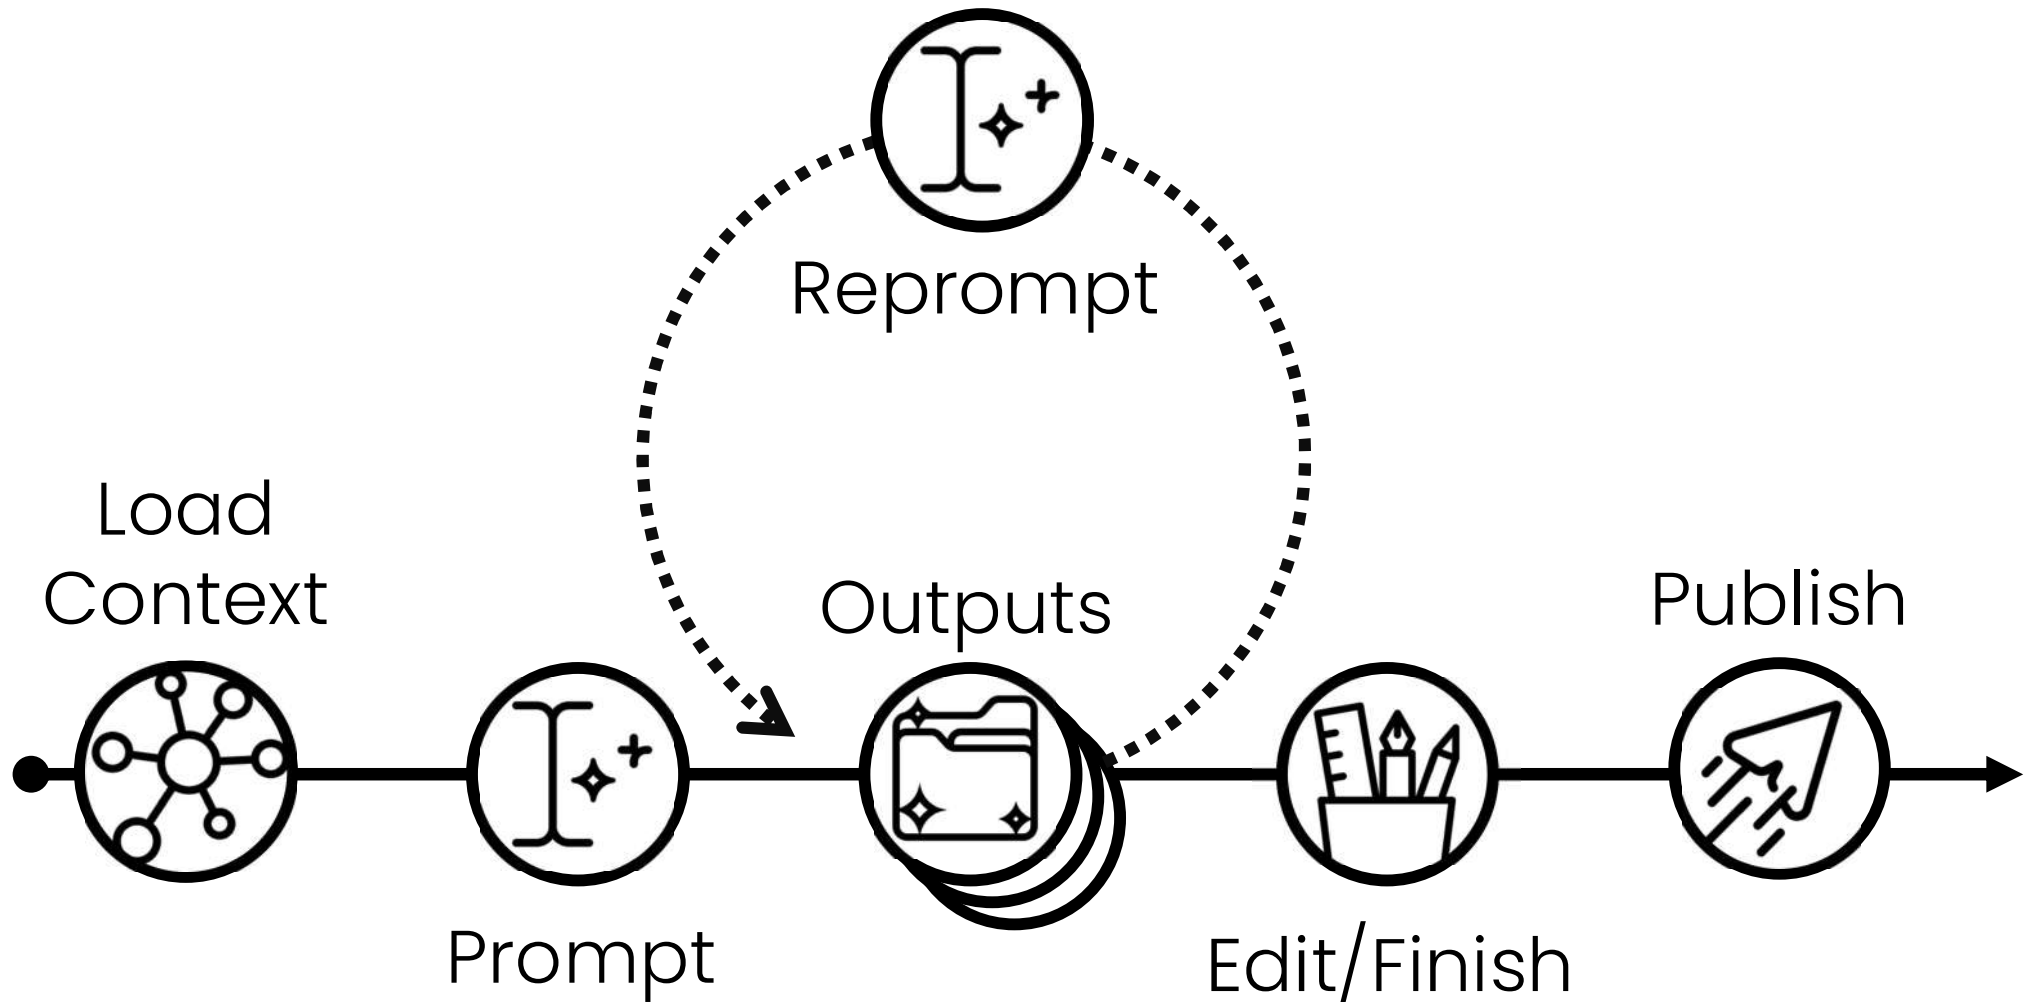 Reprompt
Load
Context
Outputs
Publish
Prompt
Edit/Finish